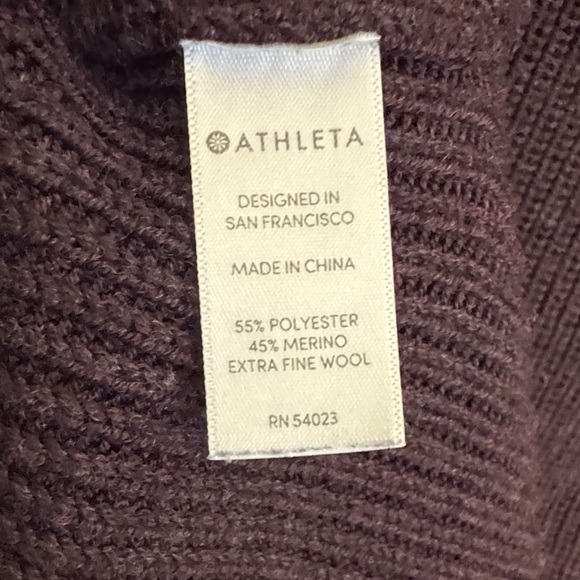 ATHLETA
DESIGNED IN
SAN FRANCISCO
MADE IN CHINA
55% POLYESTER
45% MERINO
EXTRA FINE WOOL
RN 54023